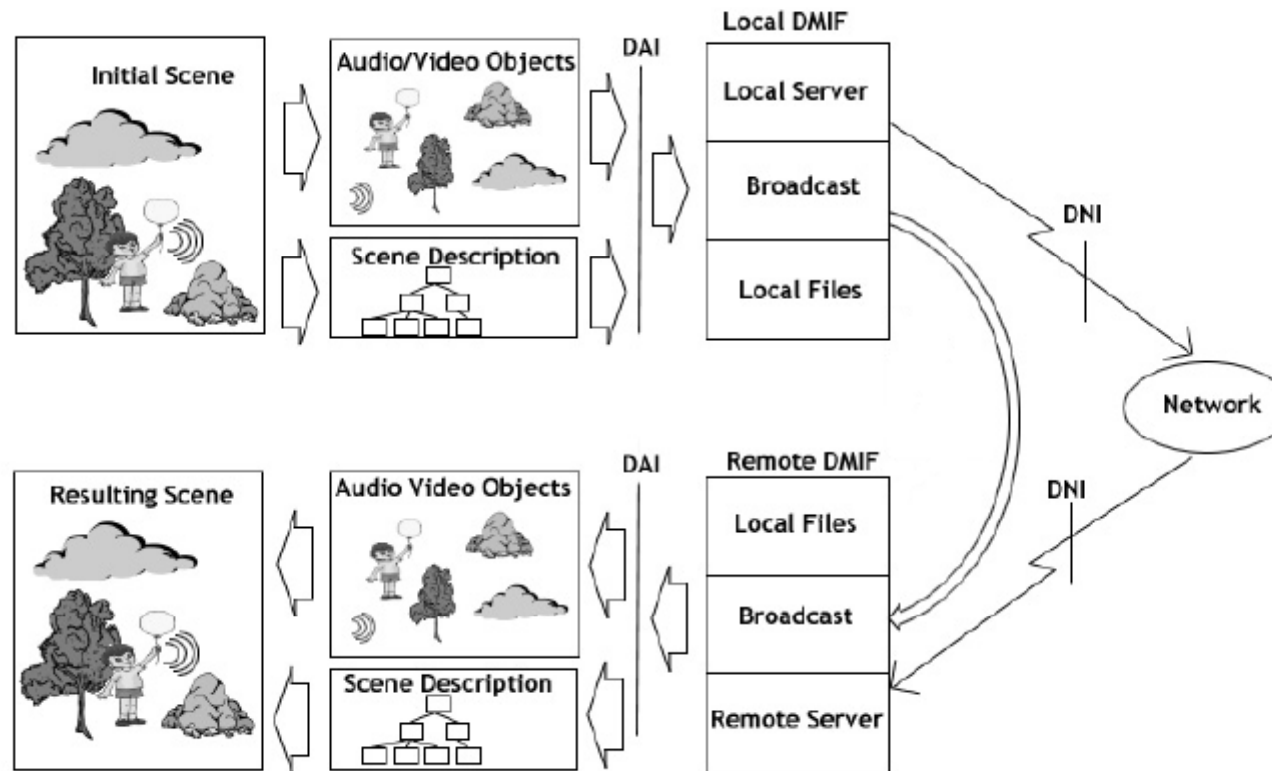 Local DMIF
Initial Scene
Audio/Video Objects
DAI
Local Server
Broadcast
DNI
Scene Description
Local Files
Network
Remote DMIF
DAI
Resulting Scene
Audio Video Objects
DNI
Local Files
Broadcast
Scene Description
Remote Server